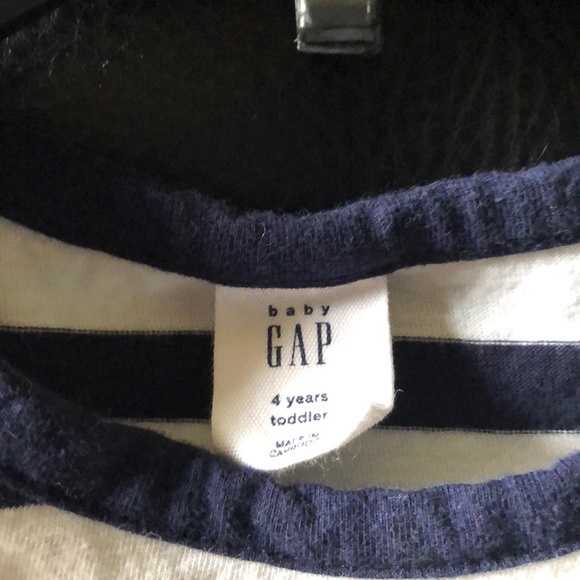 baby
GAP
4 years
toddler
MADE IN